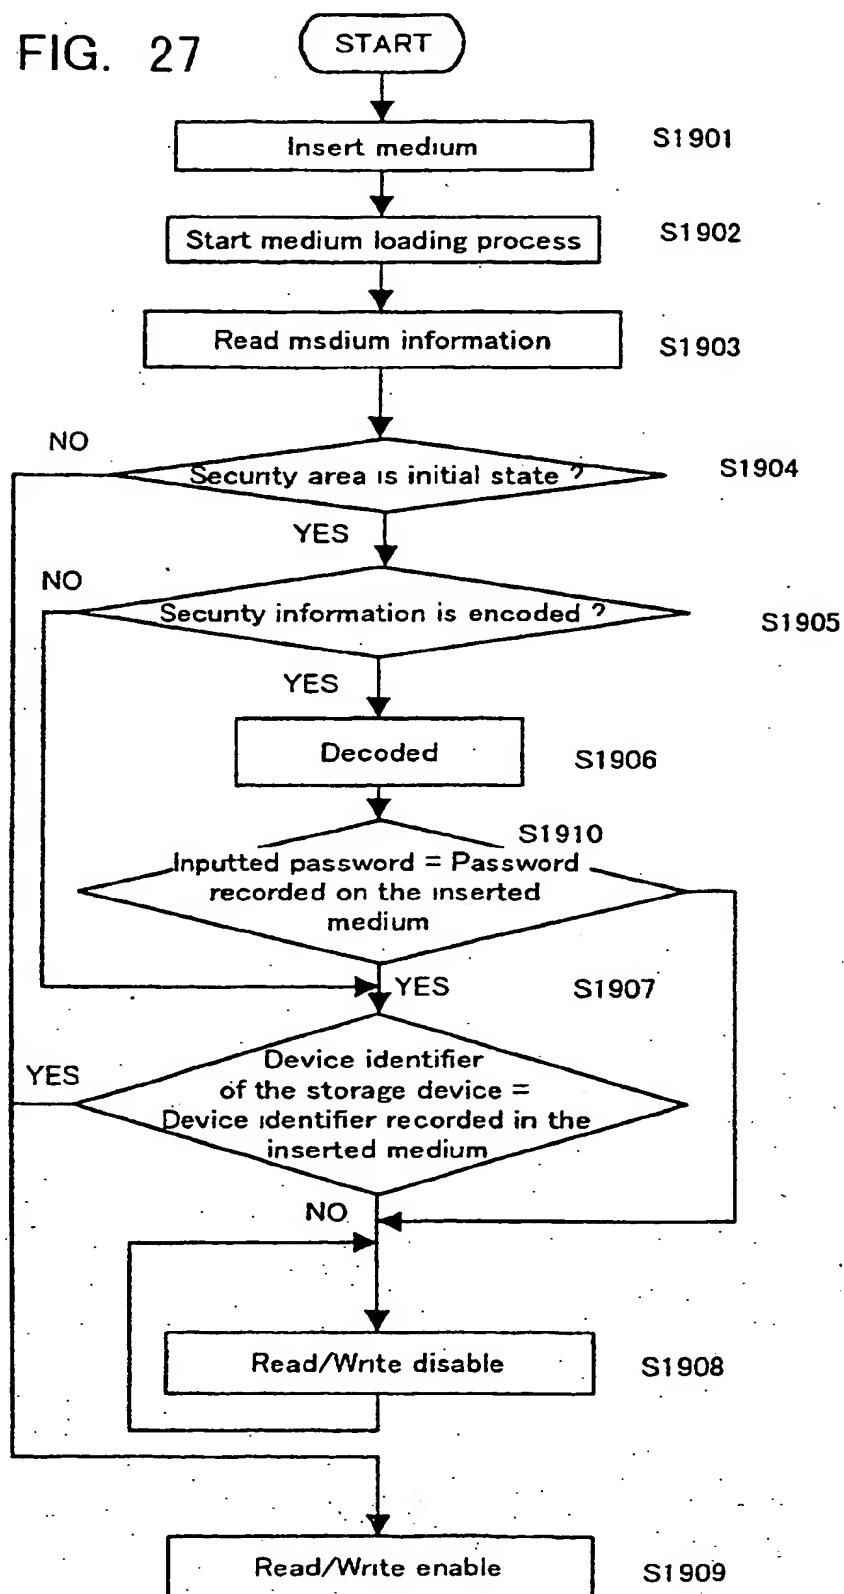 FIG. 27
START
Insert medium
S1901
Start medium loading process
S1902
Read msdium information
S1903
NO
Security area is initial state ?
S1904
YES
NO
Security information is encoded ?
S1905
YES
Decoded
S1906
S1910
Inputted password = Password
recorded on the inserted
medium
YES
S1907
YES
Device identifier
of the storage device =
Device identifier recorded in the
inserted medium
NO
Read/Write disable
S1908
Read/Write enable
S1909